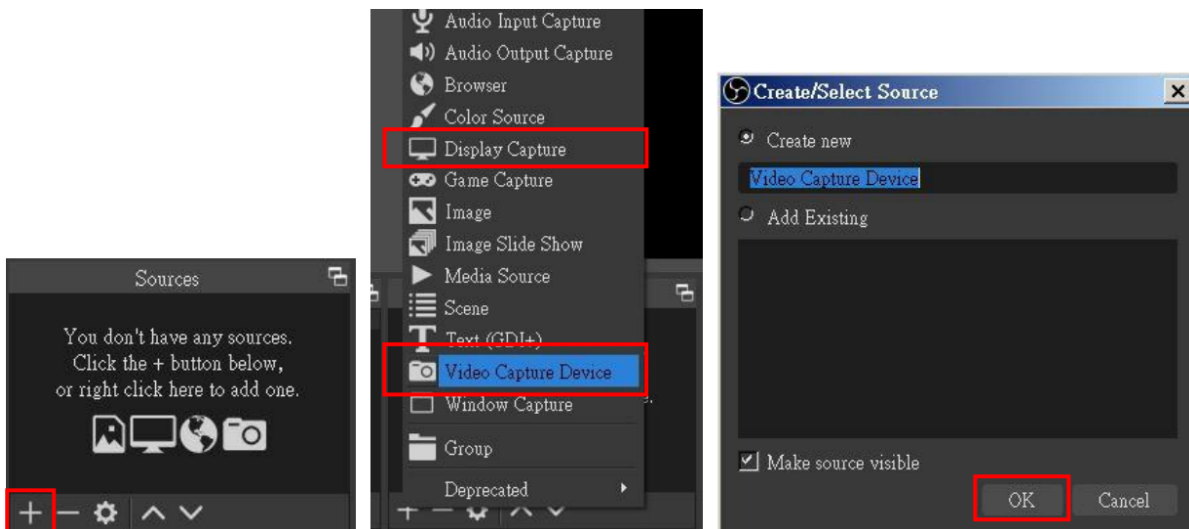 Sources
You don't have any sources.
Click the + button below,
or right click here to add one.
Audio Input Capture
Audio Output Capture
Browser
Color Source
Display Capture
Game Capture
Image
Image Slide Show
Media Source
Scene
Text (GDI+)
Video Capture Device
Window Capture
Group
Deprecated
Create/Select Source
Create new
Video Capture Device
Add Existing
Make source visible
OK
Cancel